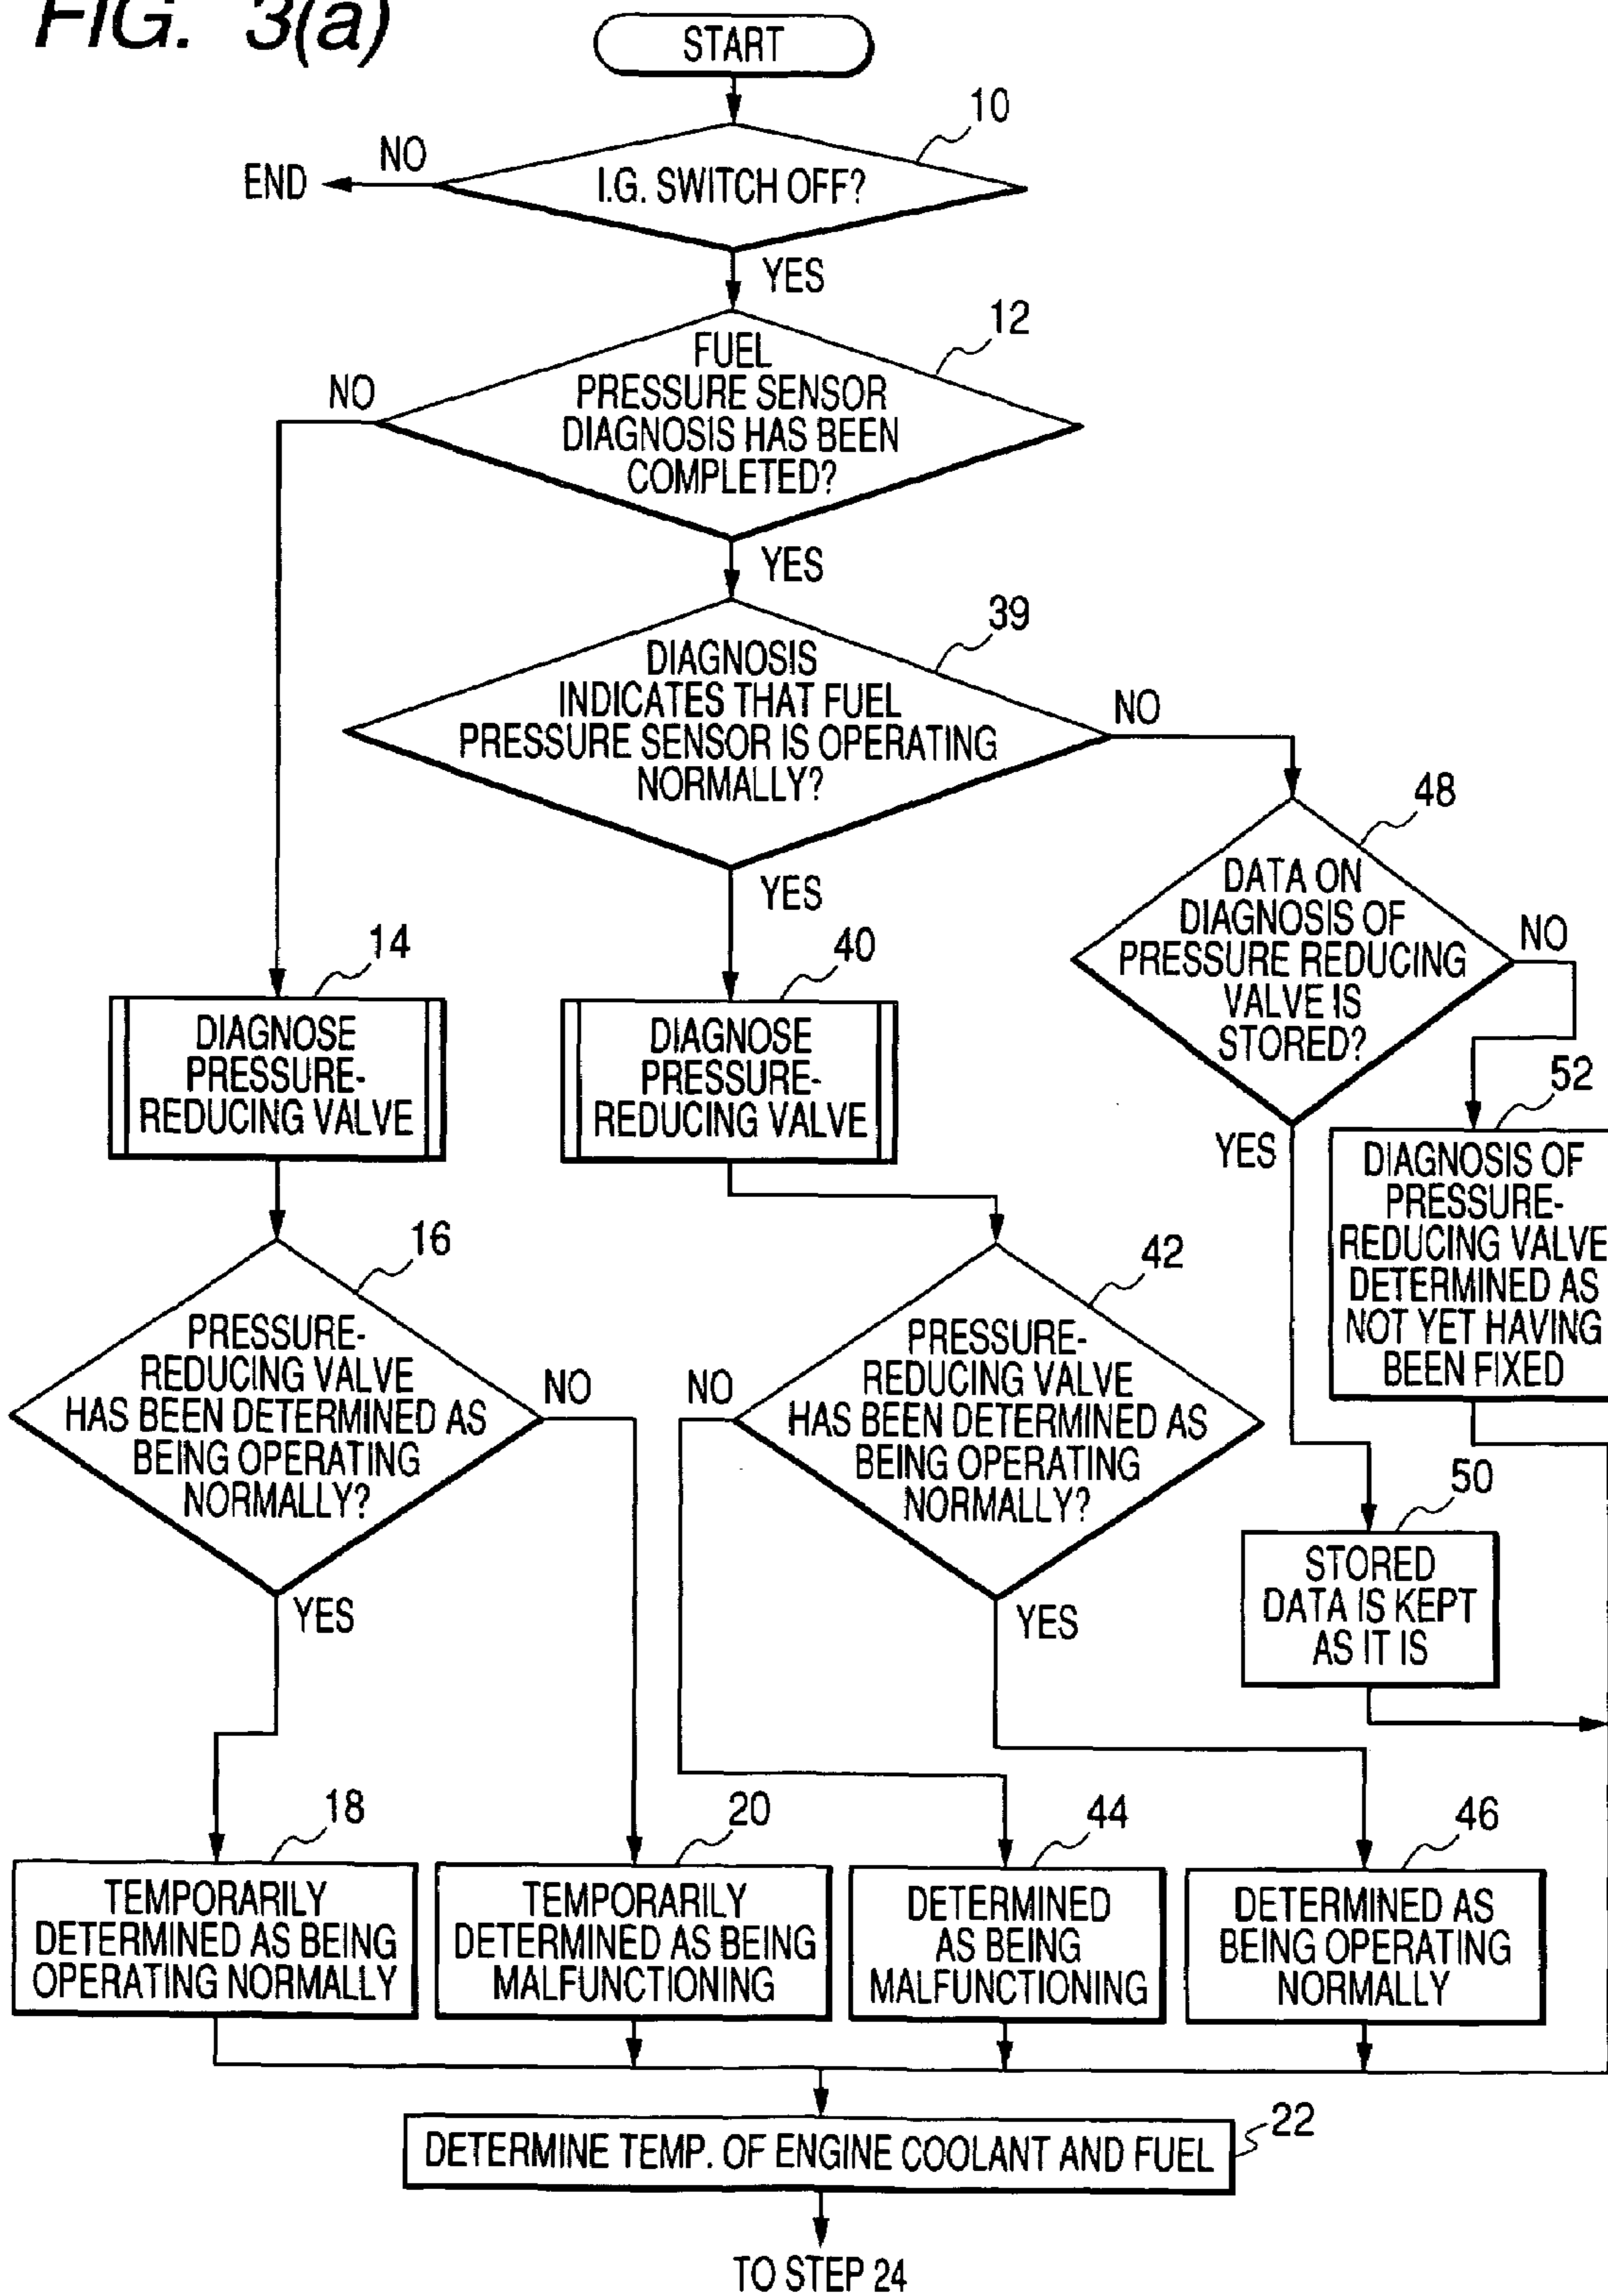 FIG. 3(a)
START
10
NO
END
I.G. SWITCH OFF?
YES
12
FUEL
PRESSURE SENSOR
DIAGNOSIS HAS BEEN
COMPLETED?
NO
YES
39
DIAGNOSIS
INDICATES THAT FUEL
PRESSURE SENSOR IS OPERATING
NORMALLY?
NO
YES
48
DATA ON
DIAGNOSIS OF
PRESSURE REDUCING
VALVE IS
STORED?
NO
YES
14
DIAGNOSE
PRESSURE-
REDUCING VALVE
40
DIAGNOSE
PRESSURE-
REDUCING VALVE
52
DIAGNOSIS OF
PRESSURE-
REDUCING VALVE
DETERMINED AS
NOT YET HAVING
BEEN FIXED
16
PRESSURE-
REDUCING VALVE
HAS BEEN DETERMINED AS
BEING OPERATING
NORMALLY?
NO
YES
42
PRESSURE-
REDUCING VALVE
HAS BEEN DETERMINED AS
BEING OPERATING
NORMALLY?
NO
YES
50
STORED
DATA IS KEPT
AS IT IS
18
TEMPORARILY
DETERMINED AS BEING
OPERATING NORMALLY
20
TEMPORARILY
DETERMINED AS BEING
MALFUNCTIONING
44
DETERMINED
AS BEING
MALFUNCTIONING
46
DETERMINED AS
BEING OPERATING
NORMALLY
22
DETERMINE TEMP. OF ENGINE COOLANT AND FUEL
TO STEP 24